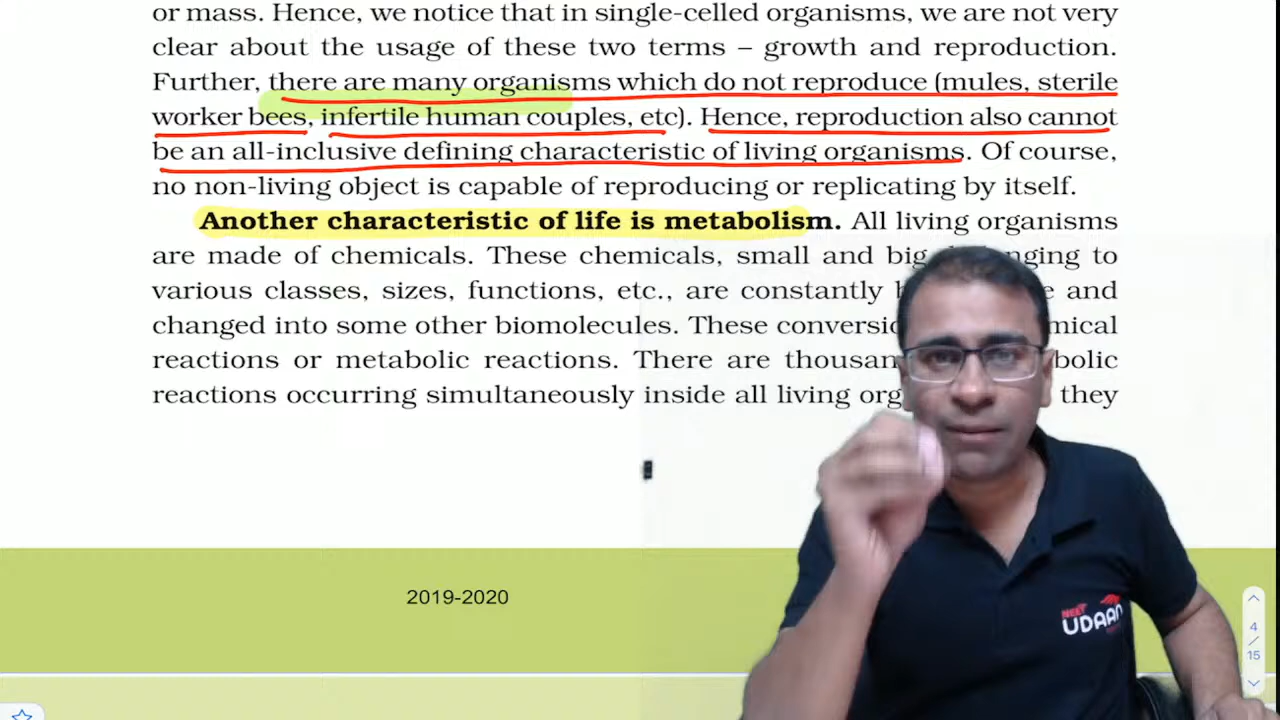 or mass. Hence, we notice that in single-celled organisms, we are not very
clear about the usage of these two terms – growth and reproduction.
Further, there are many organisms which do not reproduce (mules, sterile
worker bees, infertile human couples, etc). Hence, reproduction also cannot
be an all-inclusive defining characteristic of living organisms. Of course,
no non-living object is capable of reproducing or replicating by itself.
Another characteristic of life is metabolism. All living organisms
are made of chemicals. These chemicals, small and big, to
various classes, sizes, functions, etc., are constantly and
changed into some other biomolecules. These
reactions or metabolic reactions. There are
reactions occurring simultaneously inside all living they
2019-2020
NEET
UDAAN
4
/
15